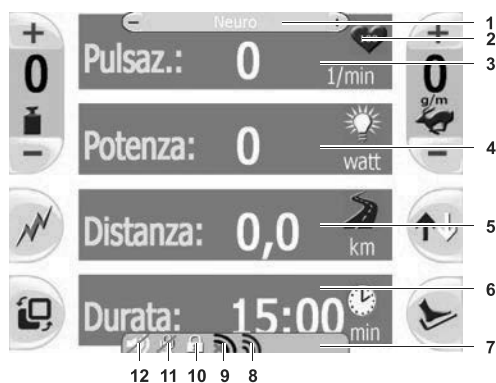 − Neuro +
+ Pulsaz.: 0 1/min +
0 0
g/m
− Potenza: 0 watt −
Distanza: 0,0 km
Durata: 15:00 min
1
2
3
4
5
6
7
12 11 10 9 8